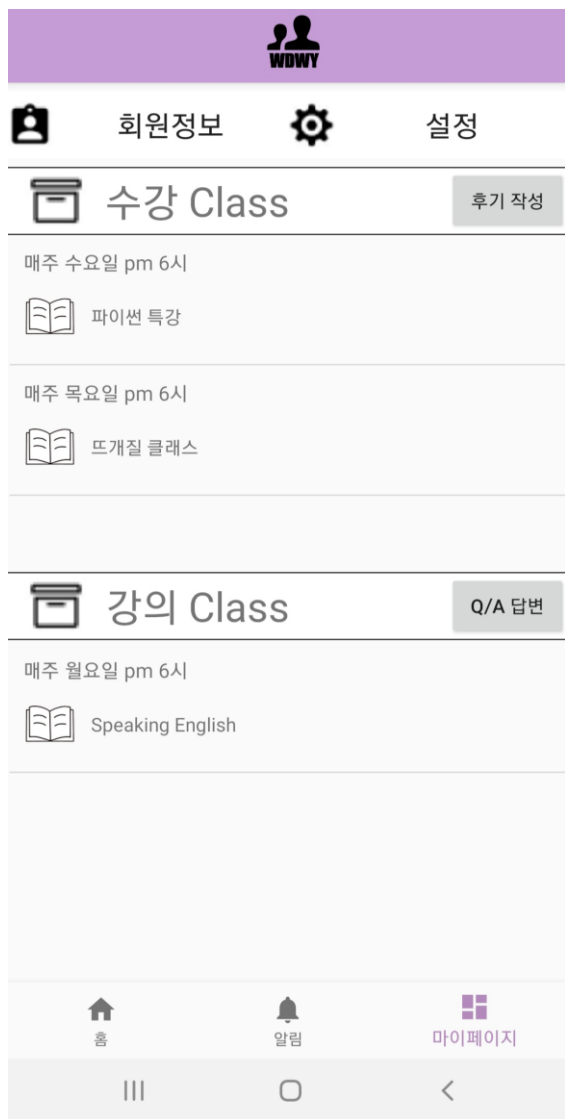 WDWY
회원정보 설정
수강 Class 후기 작성
매주 수요일 pm 6시
파이썬 특강
매주 목요일 pm 6시
뜨개질 클래스
강의 Class Q/A 답변
매주 월요일 pm 6시
Speaking English
홈 알림 마이페이지